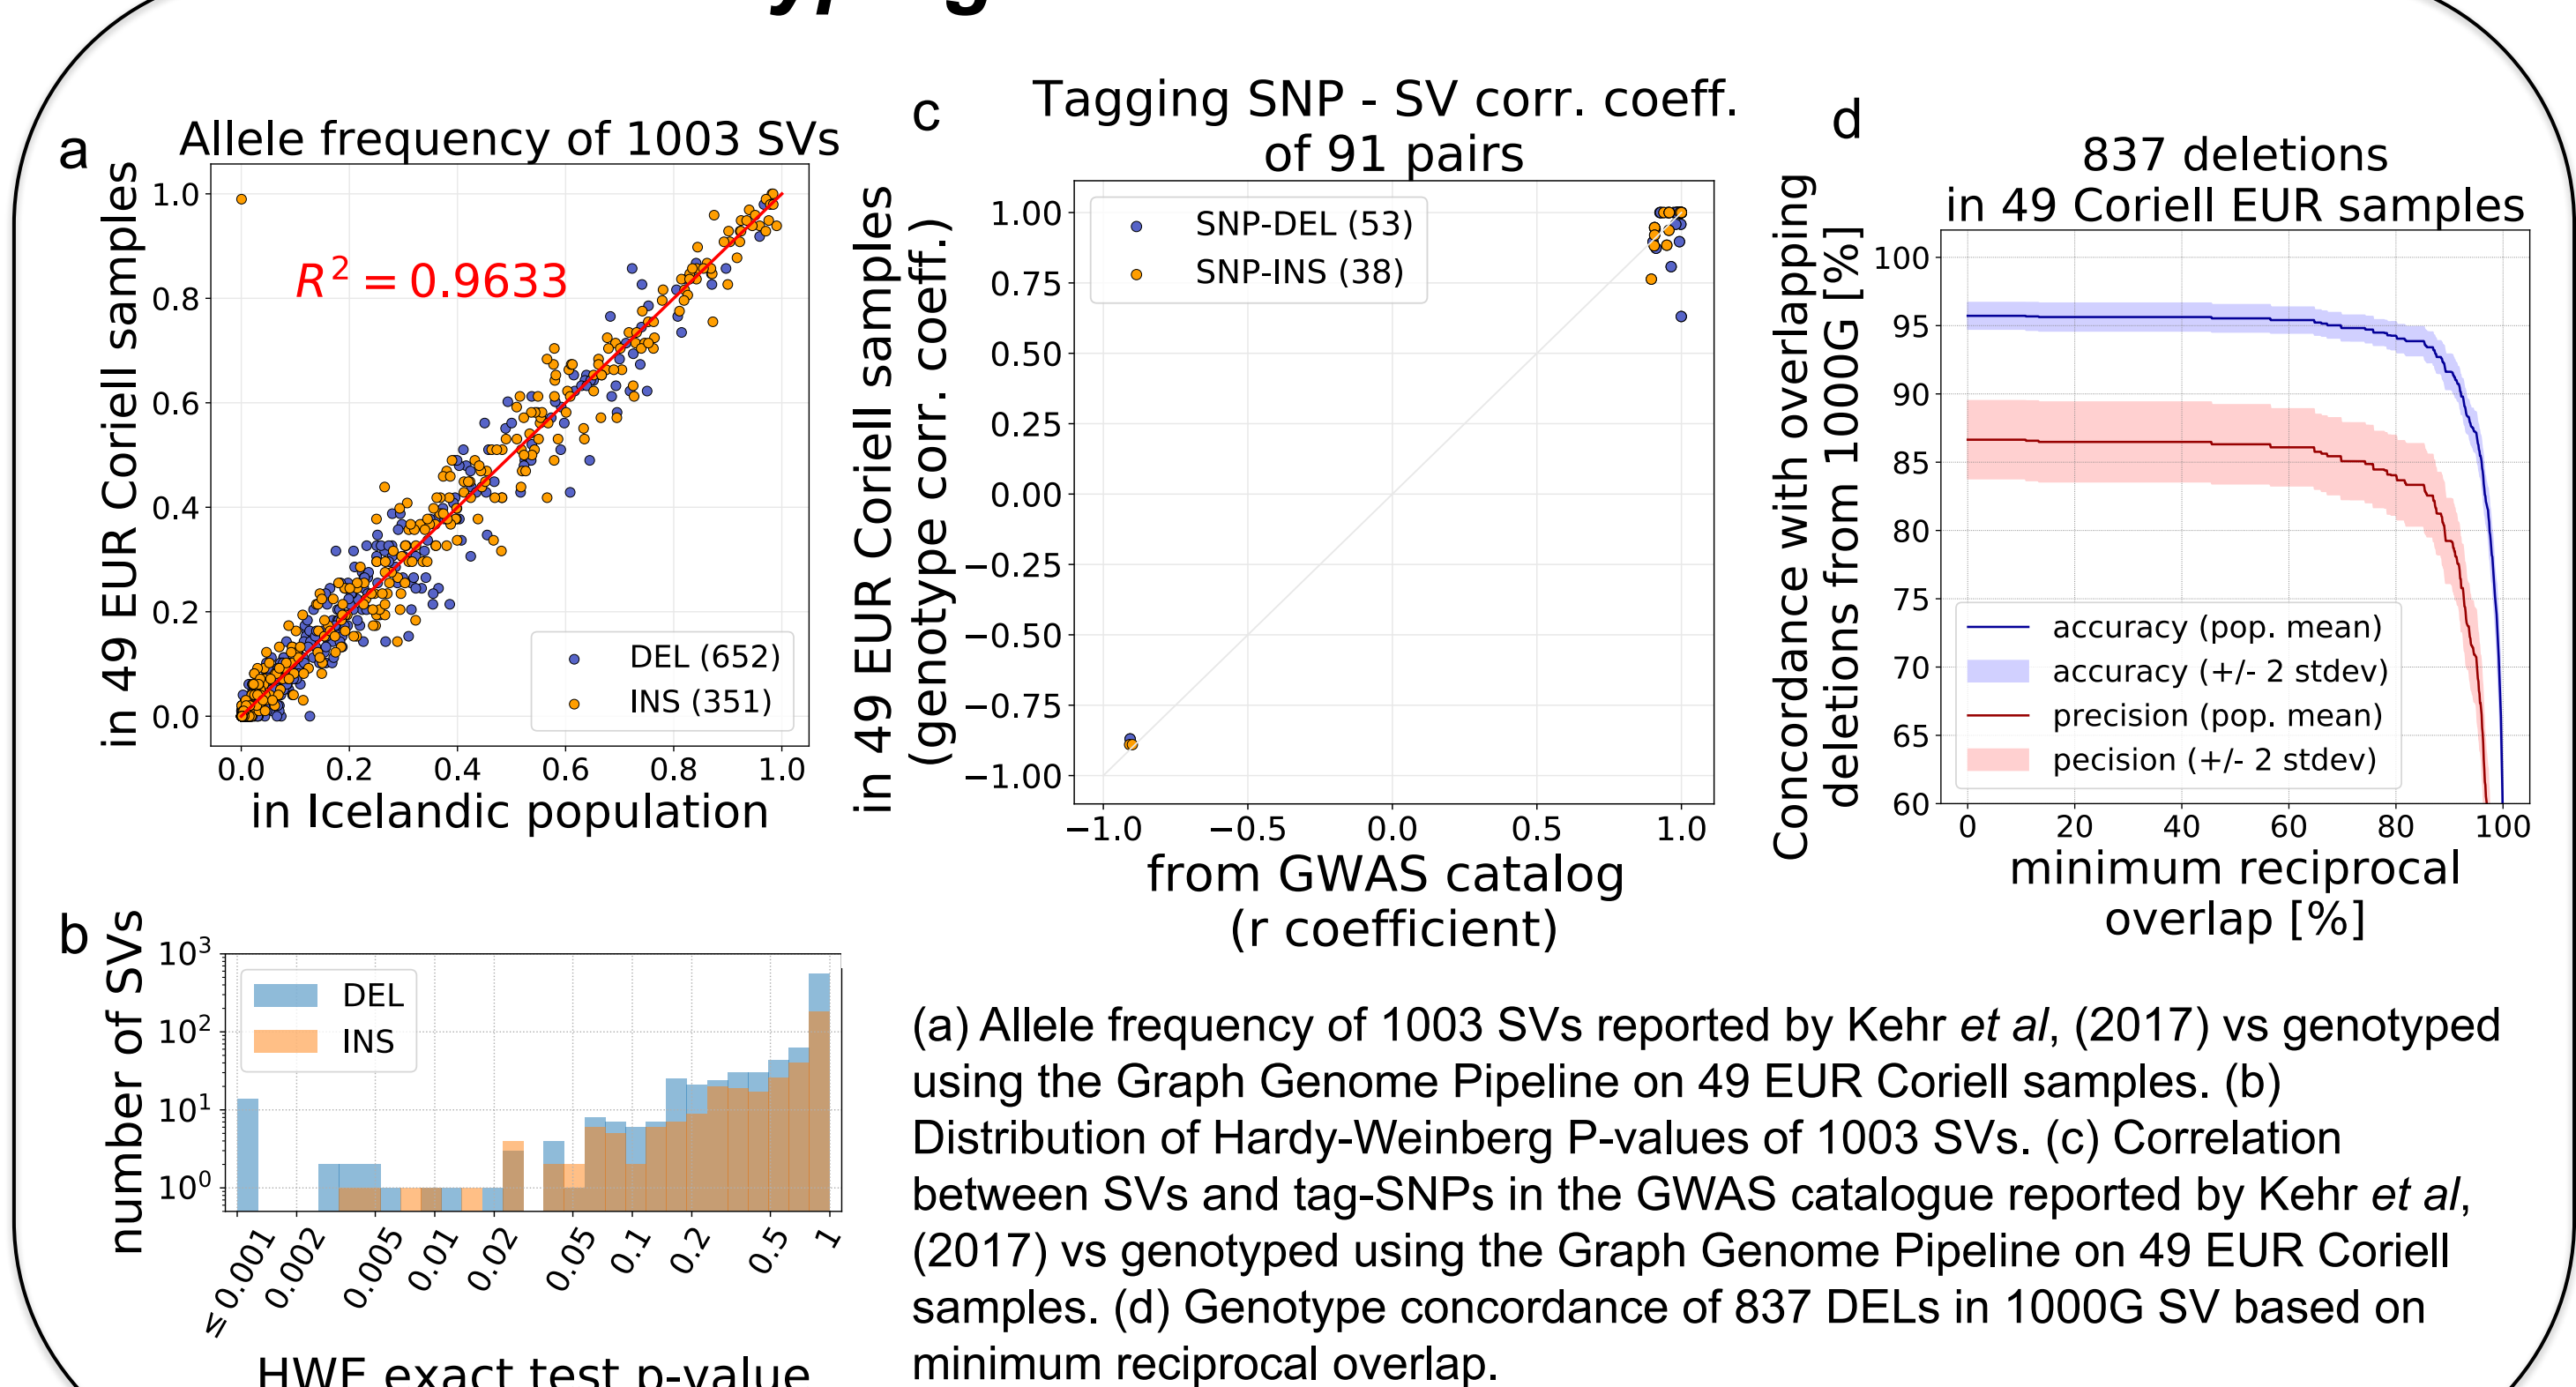 a
Allele frequency of 1003 SVs
in 49 EUR Coriell samples
1.0
0.8
0.6
0.4
0.2
0.0
R² = 0.9633
DEL (652)
INS (351)
0.0 0.2 0.4 0.6 0.8 1.0
in Icelandic population
b
number of SVs
10³
10²
10¹
10⁰
DEL
INS
≤ 0.001 0.002 0.005 0.01 0.02 0.05 0.1 0.2 0.5 1
HWE exact test p-value
c
Tagging SNP - SV corr. coeff.
of 91 pairs
in 49 EUR Coriell samples
(genotype corr. coeff.)
1.00
0.75
0.50
0.25
0.00
−0.25
−0.50
−0.75
−1.00
SNP-DEL (53)
SNP-INS (38)
−1.0 −0.5 0.0 0.5 1.0
from GWAS catalog
(r coefficient)
d
837 deletions
in 49 Coriell EUR samples
Concordance with overlapping
deletions from 1000G [%]
100
95
90
85
80
75
70
65
60
accuracy (pop. mean)
accuracy (+/- 2 stdev)
precision (pop. mean)
pecision (+/- 2 stdev)
0 20 40 60 80 100
minimum reciprocal
overlap [%]
(a) Allele frequency of 1003 SVs reported by Kehr et al, (2017) vs genotyped
using the Graph Genome Pipeline on 49 EUR Coriell samples. (b)
Distribution of Hardy-Weinberg P-values of 1003 SVs. (c) Correlation
between SVs and tag-SNPs in the GWAS catalogue reported by Kehr et al,
(2017) vs genotyped using the Graph Genome Pipeline on 49 EUR Coriell
samples. (d) Genotype concordance of 837 DELs in 1000G SV based on
minimum reciprocal overlap.